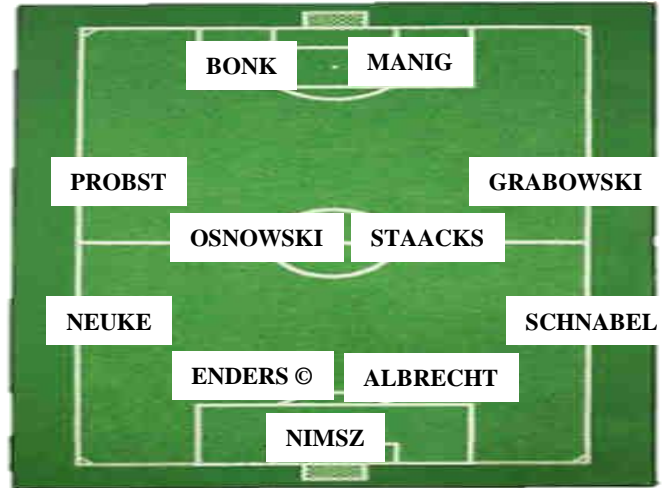 BONK MANIG
PROBST GRABOWSKI
OSNOWSKI STAACKS
NEUKE SCHNABEL
ENDERS © ALBRECHT
NIMSZ